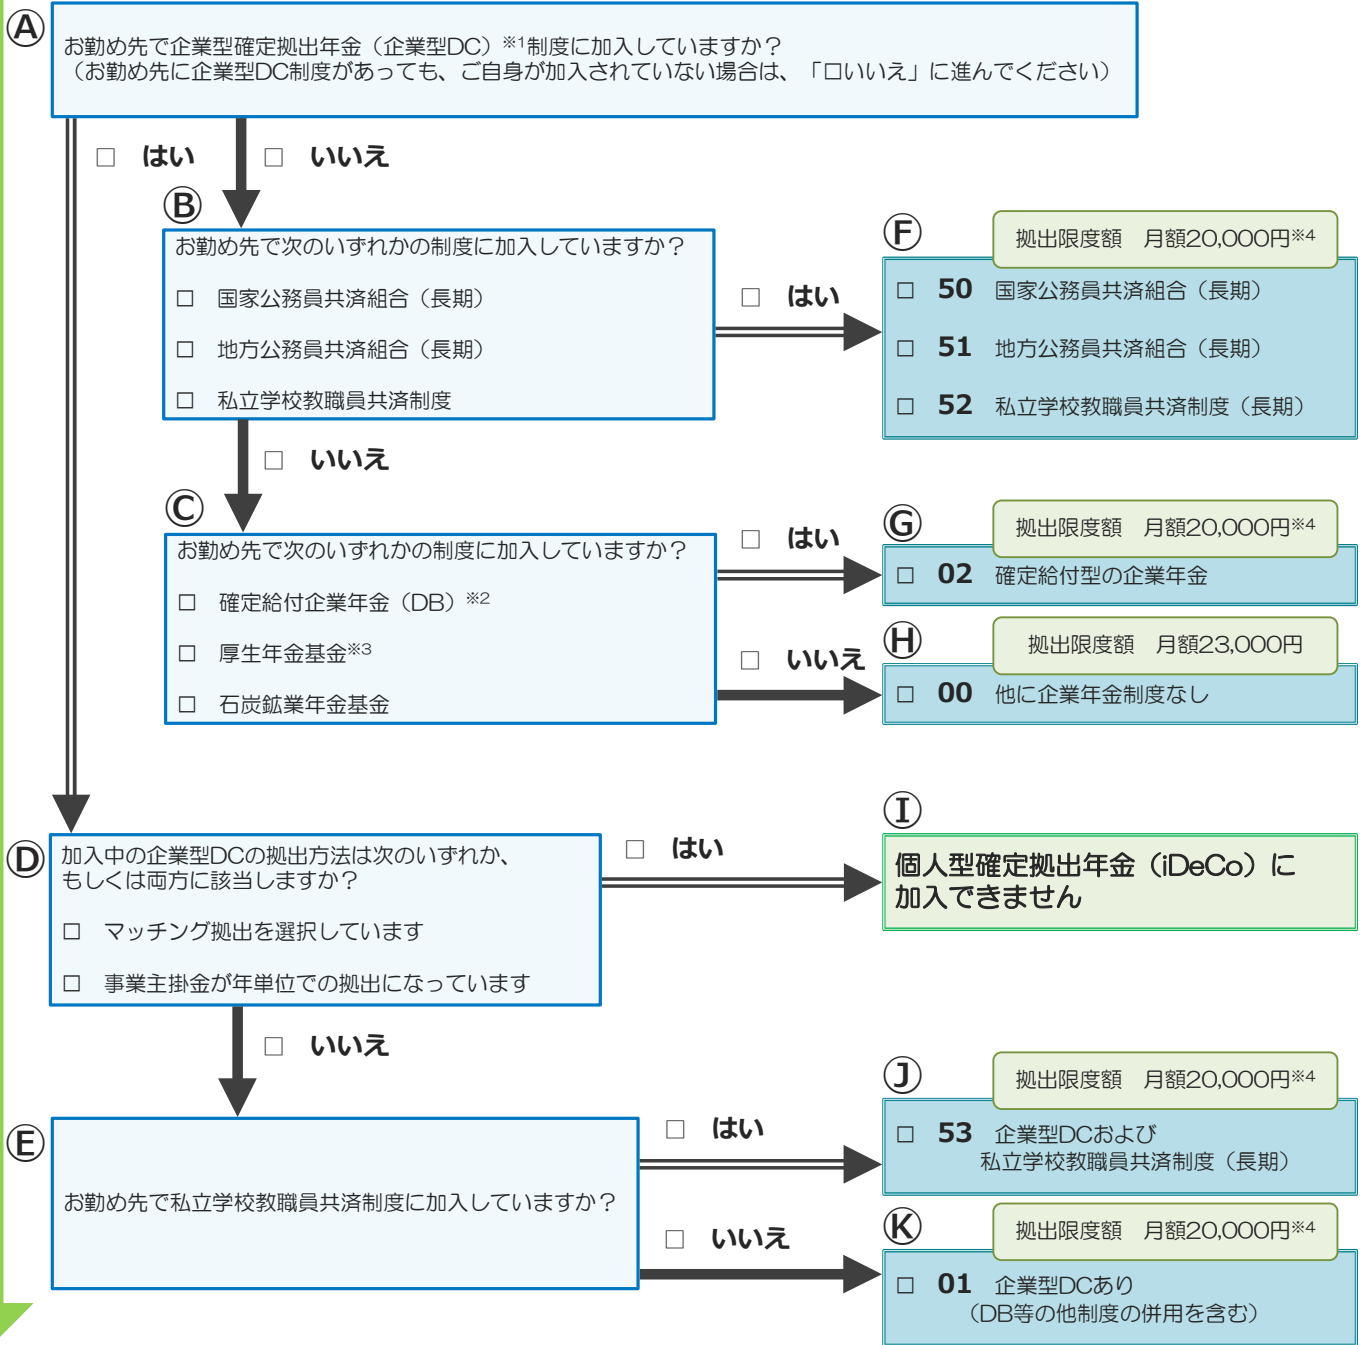 Ⓐ
お勤め先で企業型確定拠出年金（企業型DC）※1制度に加入していますか？
（お勤め先に企業型DC制度があっても、ご自身が加入されていない場合は、「□いいえ」に進んでください）
□ はい
□ いいえ
Ⓑ
お勤め先で次のいずれかの制度に加入していますか？
□ 国家公務員共済組合（長期）
□ 地方公務員共済組合（長期）
□ 私立学校教職員共済制度
□ はい
Ⓕ
拠出限度額 月額20,000円※4
□ 50 国家公務員共済組合（長期）
□ 51 地方公務員共済組合（長期）
□ 52 私立学校教職員共済制度（長期）
□ いいえ
Ⓒ
お勤め先で次のいずれかの制度に加入していますか？
□ 確定給付企業年金（DB）※2
□ 厚生年金基金※3
□ 石炭鉱業年金基金
□ はい
Ⓖ
拠出限度額 月額20,000円※4
□ 02 確定給付型の企業年金
□ いいえ
Ⓗ
拠出限度額 月額23,000円
□ 00 他に企業年金制度なし
Ⓓ
加入中の企業型DCの拠出方法は次のいずれか、
もしくは両方に該当しますか？
□ マッチング拠出を選択しています
□ 事業主掛金が年単位での拠出になっています
□ はい
Ⓘ
個人型確定拠出年金（iDeCo）に
加入できません
□ いいえ
Ⓔ
お勤め先で私立学校教職員共済制度に加入していますか？
□ はい
Ⓙ
拠出限度額 月額20,000円※4
□ 53 企業型DCおよび
私立学校教職員共済制度（長期）
□ いいえ
Ⓚ
拠出限度額 月額20,000円※4
□ 01 企業型DCあり
（DB等の他制度の併用を含む）